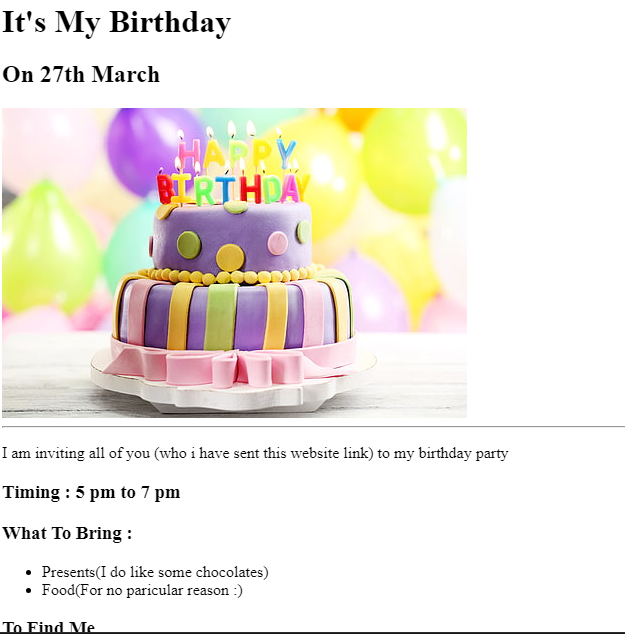 It's My Birthday
On 27th March
HAPPY
BIRTHDAY
I am inviting all of you (who i have sent this website link) to my birthday party
Timing : 5 pm to 7 pm
What To Bring :
Presents(I do like some chocolates)
Food(For no paricular reason :)
To Find Me